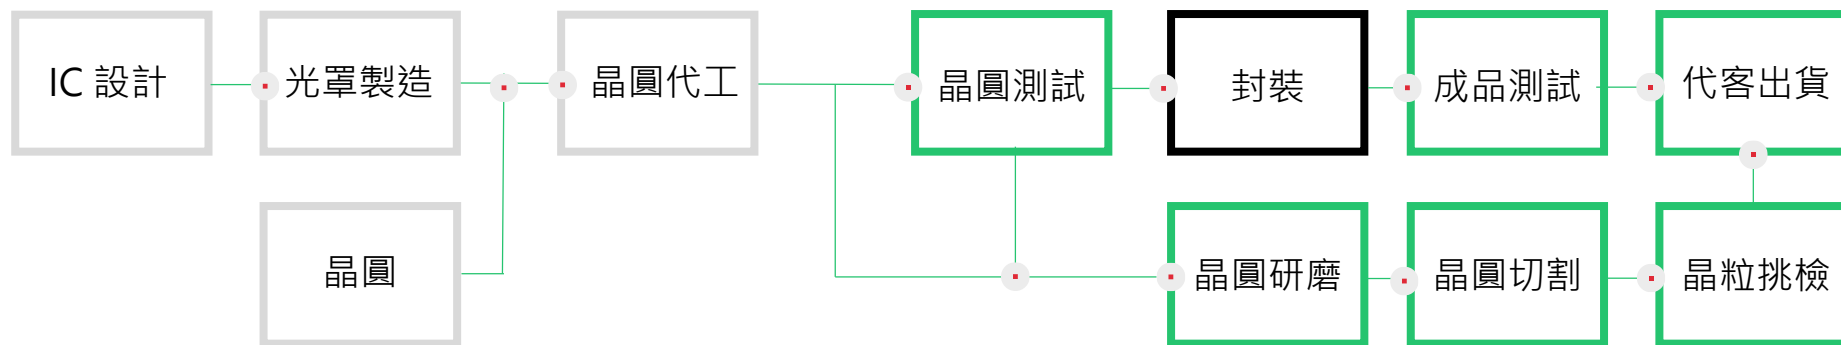 IC 設計
光罩製造
晶圓代工
晶圓測試
封裝
成品測試
代客出貨
晶圓
晶圓研磨
晶圓切割
晶粒挑檢